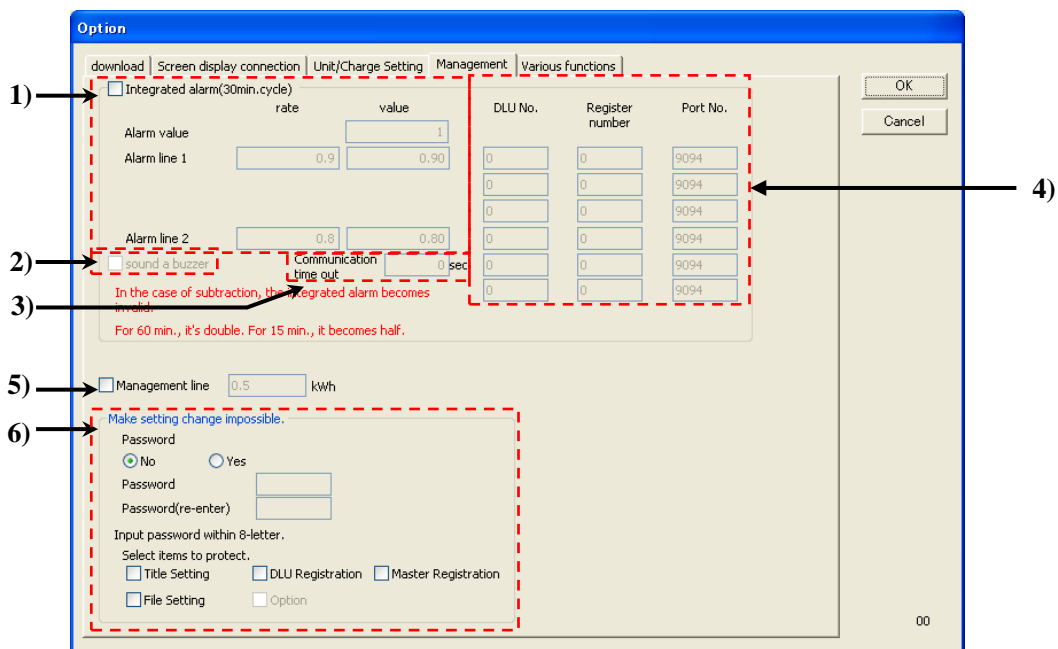 Option
download Screen display connection Unit/Charge Setting Management Various functions
OK
Cancel
1)
Integrated alarm(30min.cycle)
rate value DLU No. Register number Port No.
Alarm value 1
Alarm line 1 0.9 0.90 0 0 9094
0 0 9094
4)
0 0 9094
Alarm line 2 0.8 0.80 0 0 9094
2)
sound a buzzer Communication time out 0 sec 0 0 9094
3)
In the case of subtraction, the integrated alarm becomes 0 0 9094
invalid.
For 60 min., it's double. For 15 min., it becomes half.
5)
Management line 0.5 kWh
6)
Make setting change impossible.
Password
No Yes
Password
Password(re-enter)
Input password within 8-letter.
Select items to protect.
Title Setting DLU Registration Master Registration
File Setting Option
00